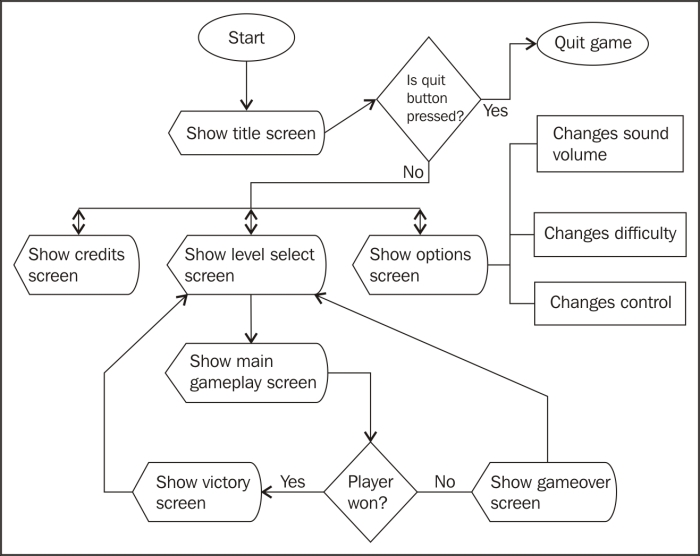 Start
Quit game
Is quit
button
pressed?
Yes
Show title screen
Changes sound
volume
No
Show credits
screen
Show level select
screen
Show options
screen
Changes difficulty
Changes control
Show main
gameplay screen
Show victory
screen
Yes
Player
won?
No
Show gameover
screen